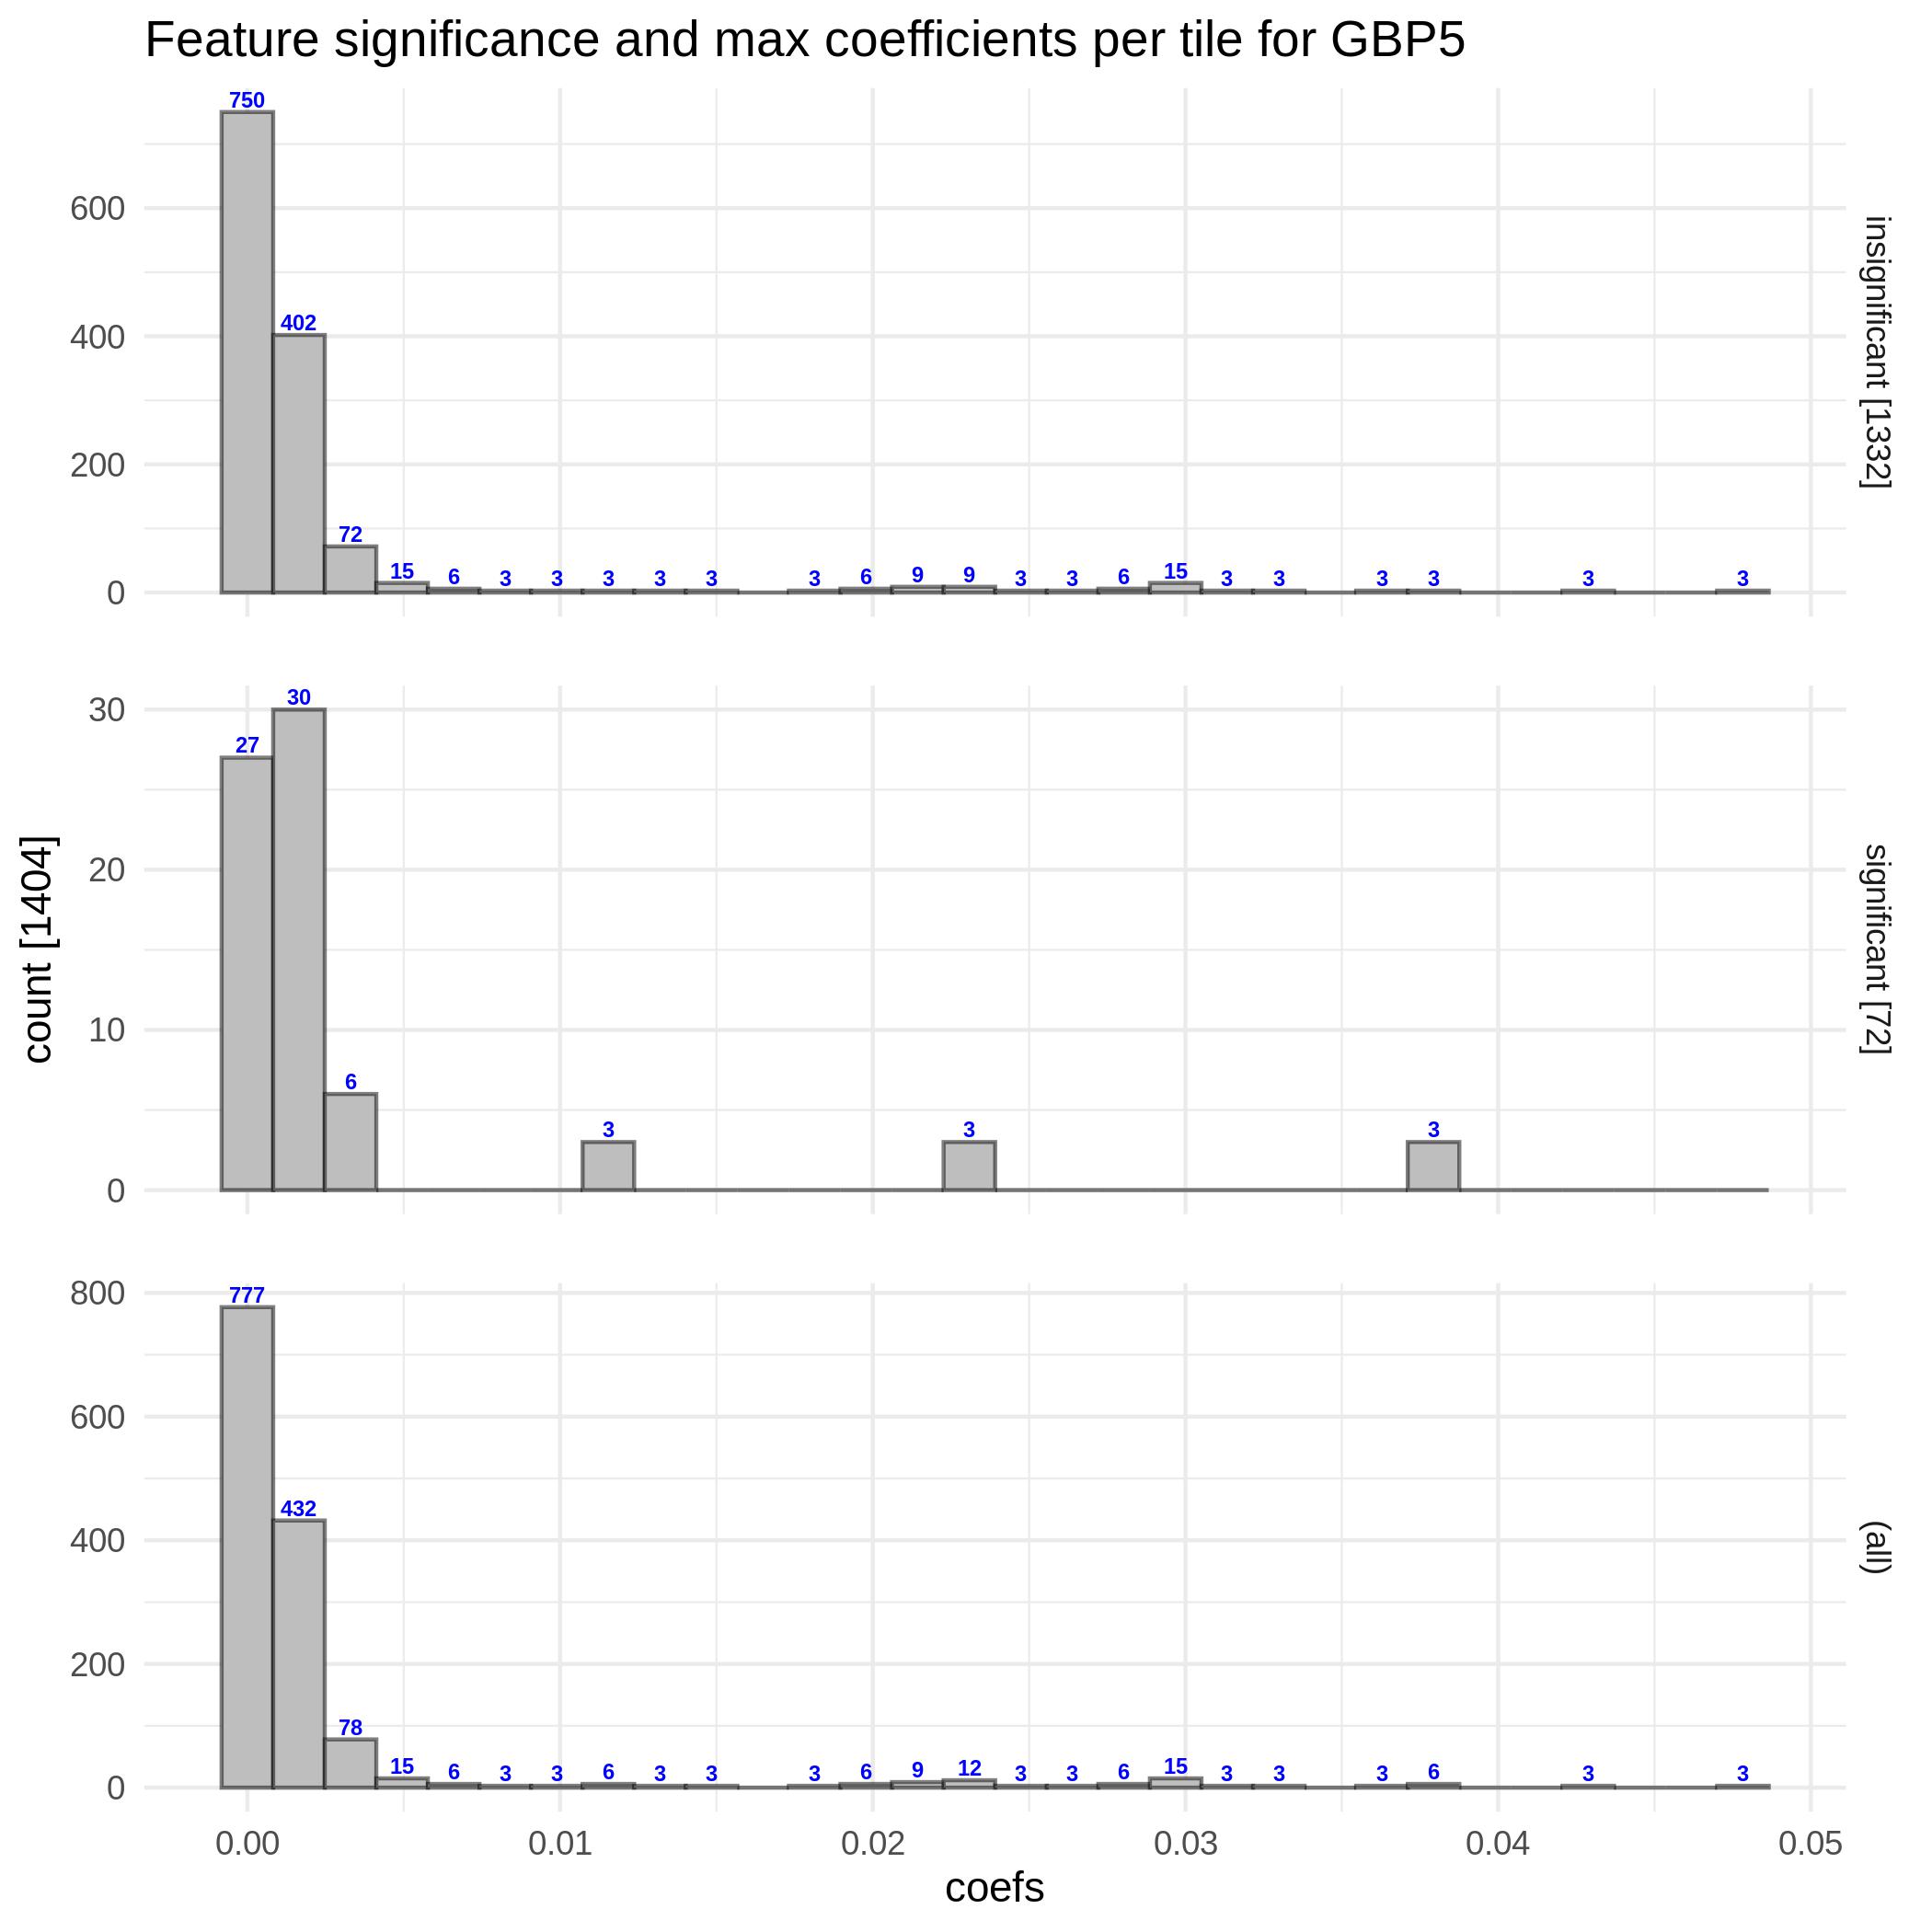 Feature significance and max coefficients per tile for GBP5
750
402
72
15 6 3 3 3 3 3 3 6 9 9 3 3 6 15 3 3 3 3 3 3
600
400
200
0
insignificant [1332]
30
27
6
3 3 3
30
20
10
0
significant [72]
count [1404]
777
432
78
15 6 3 3 6 3 3 3 6 9 12 3 3 6 15 3 3 3 6 3 3
800
600
400
200
0
(all)
0.00 0.01 0.02 0.03 0.04 0.05
coefs